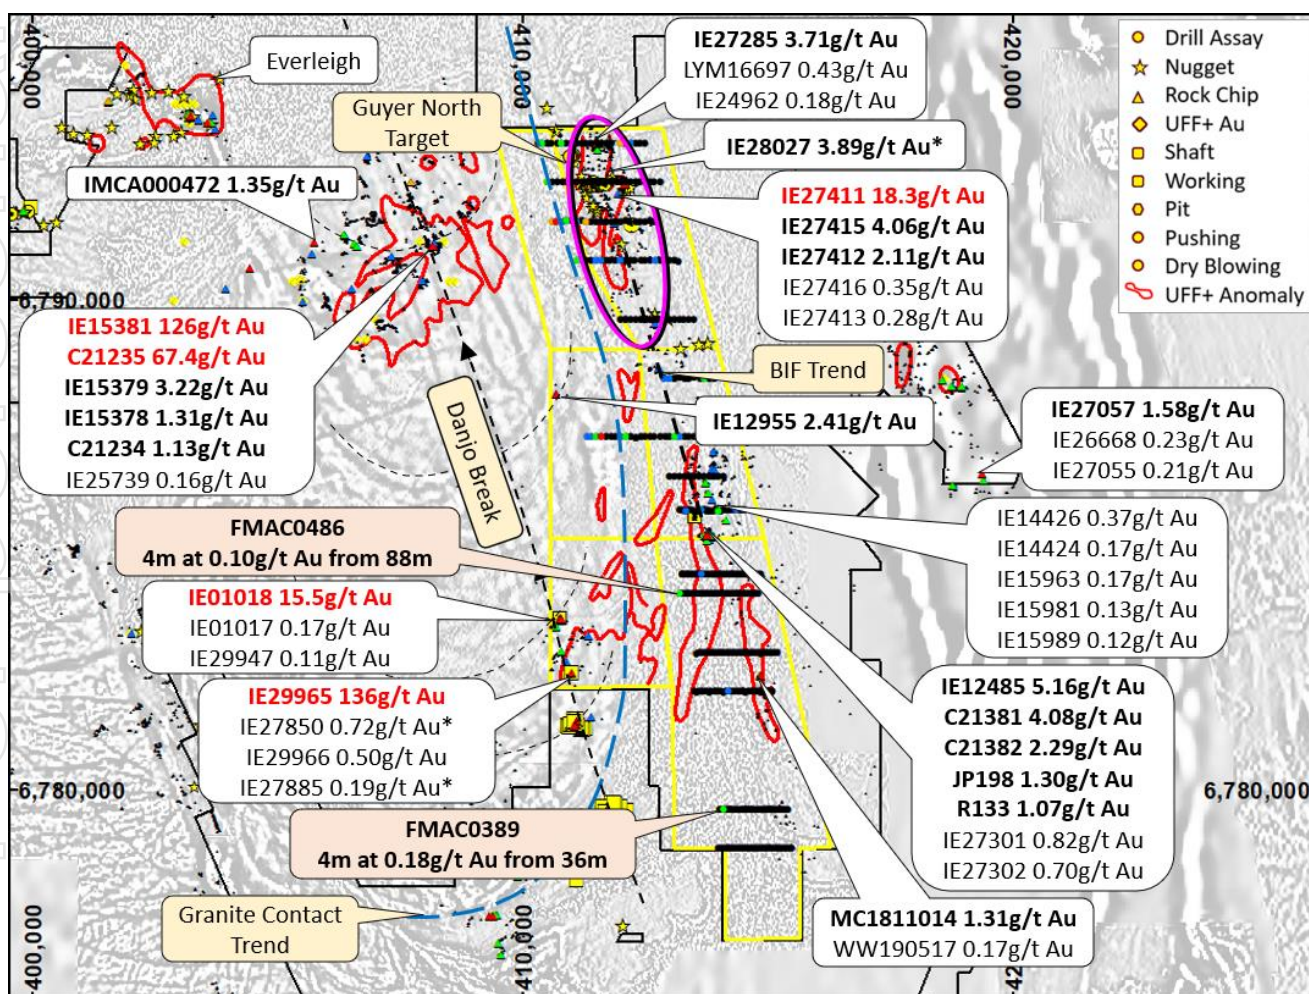 400,000
410,000
420,000
Everleigh
Guyer North
Target
IE27285 3.71g/t Au
LYM16697 0.43g/t Au
IE24962 0.18g/t Au
IE28027 3.89g/t Au*
Drill Assay
Nugget
Rock Chip
UFF+ Au
Shaft
Working
Pit
Pushing
Dry Blowing
UFF+ Anomaly
IMCA000472 1.35g/t Au
IE27411 18.3g/t Au
IE27415 4.06g/t Au
IE27412 2.11g/t Au
IE27416 0.35g/t Au
IE27413 0.28g/t Au
6,790,000
IE15381 126g/t Au
C21235 67.4g/t Au
IE15379 3.22g/t Au
IE15378 1.31g/t Au
C21234 1.13g/t Au
IE25739 0.16g/t Au
Danjo Break
BIF Trend
IE12955 2.41g/t Au
IE27057 1.58g/t Au
IE26668 0.23g/t Au
IE27055 0.21g/t Au
FMAC0486
4m at 0.10g/t Au from 88m
IE14426 0.37g/t Au
IE14424 0.17g/t Au
IE15963 0.17g/t Au
IE15981 0.13g/t Au
IE15989 0.12g/t Au
IE01018 15.5g/t Au
IE01017 0.17g/t Au
IE29947 0.11g/t Au
IE29965 136g/t Au
IE27850 0.72g/t Au*
IE29966 0.50g/t Au
IE27885 0.19g/t Au*
IE12485 5.16g/t Au
C21381 4.08g/t Au
C21382 2.29g/t Au
JP198 1.30g/t Au
R133 1.07g/t Au
IE27301 0.82g/t Au
IE27302 0.70g/t Au
6,780,000
6,780,000
FMAC0389
4m at 0.18g/t Au from 36m
Granite Contact
Trend
MC1811014 1.31g/t Au
WW190517 0.17g/t Au
400,000
410,000